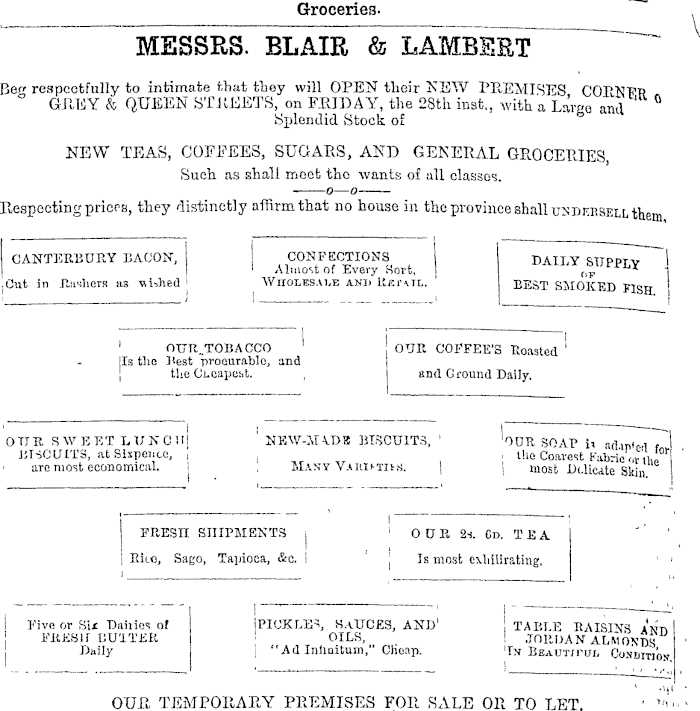 Groceries.
MESSRS. BLAIR & LAMBERT
Beg respectfully to intimate that they will OPEN their NEW PREMISES, CORNER O
GREY & QUEEN STREETS, on FRIDAY, the 28th inst., with a Large and
Splendid Stock of
NEW TEAS, COFFEES, SUGARS, AND GENERAL GROCERIES,
Such as shall meet the wants of all classes.
——o—o——
Respecting prices, they distinctly affirm that no house in the province shall UNDERSELL them,
CANTERBURY BACON,
Cut in Rashers as wished
CONFECTIONS
Almost of Every Sort,
WHOLESALE AND RETAIL.
DAILY SUPPLY
OF
BEST SMOKED FISH.
OUR TOBACCO
Is the Best procurable, and
the Cheapest.
OUR COFFEE'S Roasted
and Ground Daily.
OUR SWEET LUNCH
BISCUITS, at Sixpence,
are most economical.
NEW-MADE BISCUITS,
MANY VARIETIES.
OUR SOAP is adapted for
the Coarest Fabric or the
most Delicate Skin.
FRESH SHIPMENTS
Rice, Sago, Tapioca, &c.
OUR 2s. 6D. TEA
Is most exhilirating.
Five or Six Dairies of
FRESH BUTTER
Daily
PICKLES, SAUCES, AND
OILS,
"Ad Infinitum," Cheap.
TABLE RAISINS AND
JORDAN ALMONDS,
IN BEAUTIFUL CONDITION.
OUR TEMPORARY PREMISES FOR SALE OR TO LET.